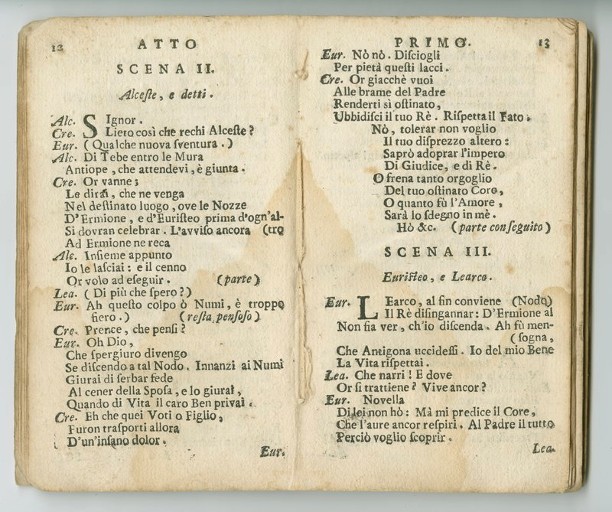 12 ATTO
SCENA II.
Alceste, e detti.
Alc. SIgnor.
Cre. Lieto così che rechi Alceste?
Eur. (Qualche nuova sventura.)
Alc. Di Tebe entro le Mura
Antiope, che attendevi, è giunta.
Cre. Or vanne;
Le dirai, che ne venga
Nel destinato luogo, ove le Nozze
D'Ermione, e d'Euristeo prima d'ogn'al-
Si dovran celebrar. L'avviso ancora (tro
Ad Ermione ne reca
Alc. Insieme appunto
Io le lasciai: e il cenno
Or volo ad eseguir. (parte)
Lea. (Di più che spero?)
Eur. Ah questo colpo ò Numi, è troppo
fiero.) (resta pensoso)
Cre. Prence, che pensi?
Eur. Oh Dio,
Che spergiuro divengo
Se discendo a tal Nodo. Innanzi ai Numi
Giurai di serbar fede
Al cener della Sposa, e lo giurai,
Quando di Vita il caro Ben privai.
Cre. Eh che quei Voti o Figlio,
Furon trasporti allora
D'un'insano dolor.
Eur.
PRIMO. 13
Eur. Nò nò. Disciogli
Per pietà questi lacci.
Cre. Or giacchè vuoi
Alle brame del Padre
Renderti sì ostinato,
Ubbidisci il tuo Rè. Rispetta il Fato.
Nò, tolerar non voglio
Il tuo disprezzo altero:
Saprò adoprar l'impero
Di Giudice, e di Rè.
O frena tanto orgoglio
Del tuo ostinato Core,
O quanto fù l'Amore,
Sarà lo sdegno in mè.
Nò &c. (parte con seguito)
SCENA III.
Euristeo, e Learco.
Eur. LEarco, al fin conviene (Nodo)
Il Rè disingannar: D'Ermione al
Non fia ver, ch'io discenda. Ah fù men-
(sogna,
Che Antigona uccidessi. Io del mio Bene
La Vita rispettai.
Lea. Che narri! E dove
Or si trattiene? Vive ancor?
Eur. Novella
Di lei non hò: Mà mi predice il Core,
Che l'aure ancor respiri. Al Padre il tutto
Perciò voglio scoprir.
Lea.